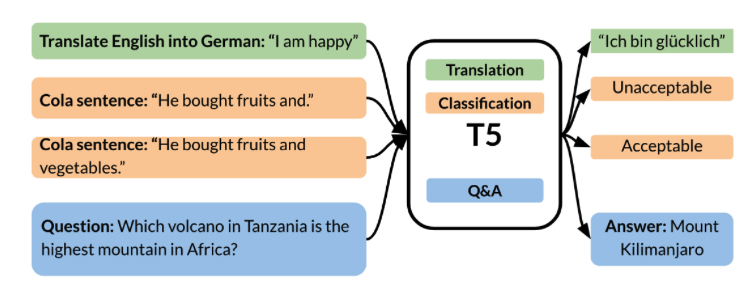 Translate English into German: “I am happy”
Cola sentence: “He bought fruits and.”
Cola sentence: “He bought fruits and
vegetables.”
Question: Which volcano in Tanzania is the
highest mountain in Africa?
Translation
Classification
T5
Q&A
“Ich bin glücklich”
Unacceptable
Acceptable
Answer: Mount
Kilimanjaro